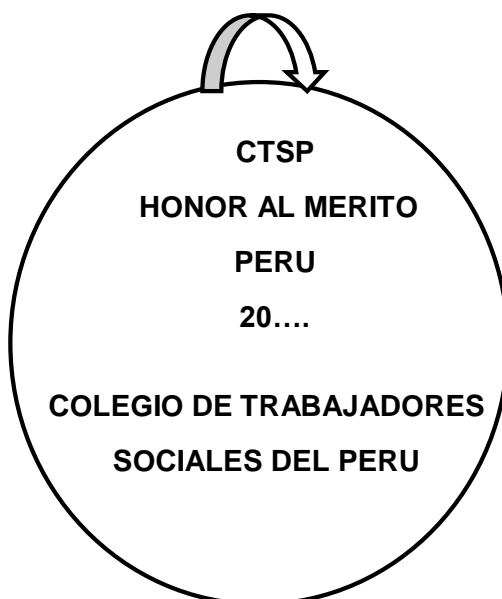 CTSP
HONOR AL MERITO
PERU
20....
COLEGIO DE TRABAJADORES
SOCIALES DEL PERU